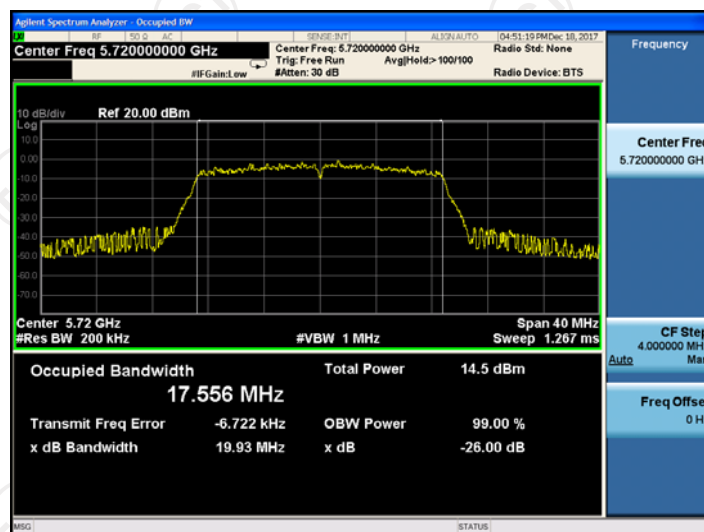 Agilent Spectrum Analyzer - Occupied BW
RF 50 Ω AC SENSE:INT ALIGN AUTO 04:51:19 PM Dec 18, 2017
Center Freq 5.720000000 GHz
Center Freq: 5.720000000 GHz
Radio Std: None
Trig: Free Run Avg|Hold:> 100/100
#IFGain:Low
#Atten: 30 dB
Radio Device: BTS
10 dB/div Ref 20.00 dBm
Log
10.0
0.00
-10.0
-20.0
-30.0
-40.0
-50.0
-60.0
-70.0
Center 5.72 GHz Span 40 MHz
#Res BW 200 kHz #VBW 1 MHz Sweep 1.267 ms
Occupied Bandwidth Total Power 14.5 dBm
17.556 MHz
Transmit Freq Error -6.722 kHz OBW Power 99.00 %
x dB Bandwidth 19.93 MHz x dB -26.00 dB
MSG STATUS
Frequency
Center Freq
5.720000000 GH
CF Step
4.000000 MH
Auto Ma
Freq Offse
0 H